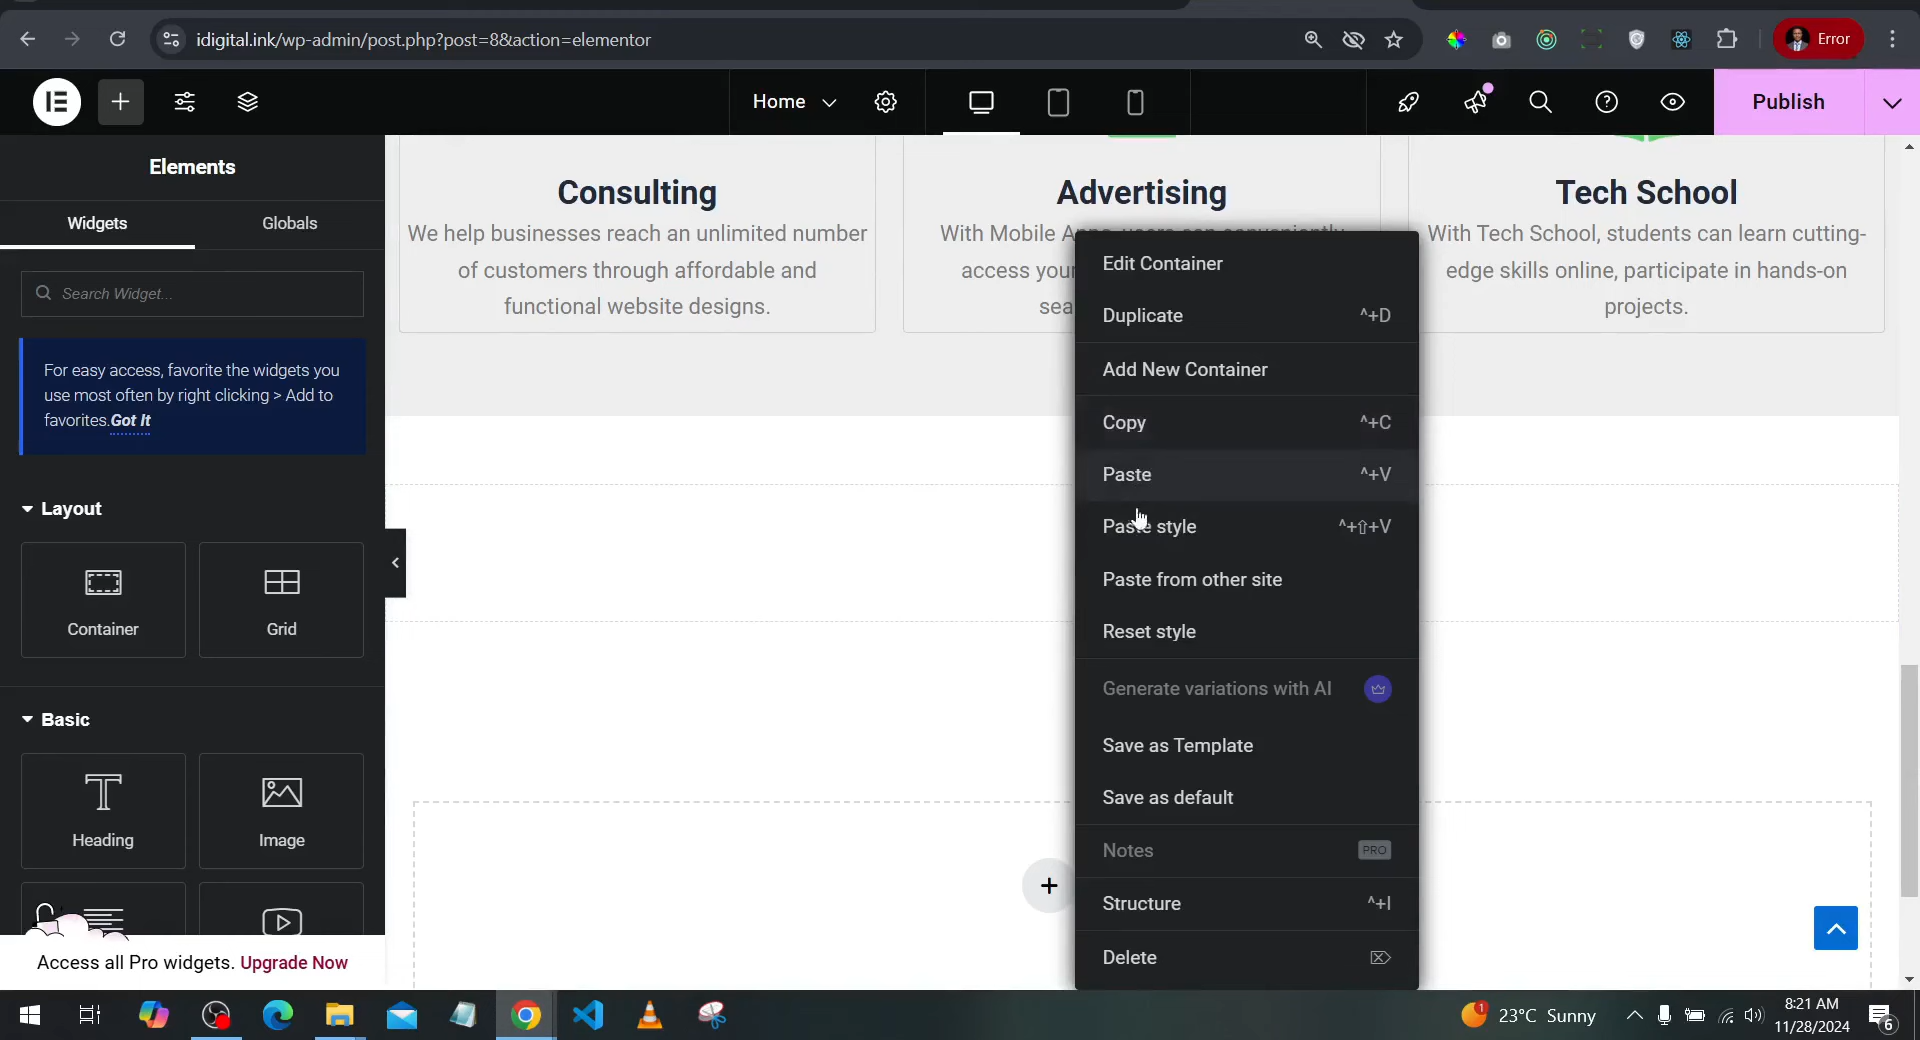 idigital.ink/wp-admin/post.php?post=8&action=elementor
Error
Home
Publish
Elements
Widgets
Globals
Search Widget...
For easy access, favorite the widgets you
use most often by right clicking > Add to
favorites.Got It
Layout
Container
Grid
Basic
Heading
Image
Access all Pro widgets. Upgrade Now
Consulting
We help businesses reach an unlimited number
of customers through affordable and
functional website designs.
Advertising
With Mobile
access your
Tech School
With Tech School, students can learn cutting-
edge skills online, participate in hands-on
projects.
Edit Container
Duplicate ^+D
Add New Container
Copy ^+C
Paste ^+V
Paste style ^+⇧+V
Paste from other site
Reset style
Generate variations with AI
Save as Template
Save as default
Notes PRO
Structure ^+I
Delete
23°C Sunny
8:21 AM
11/28/2024
1
6